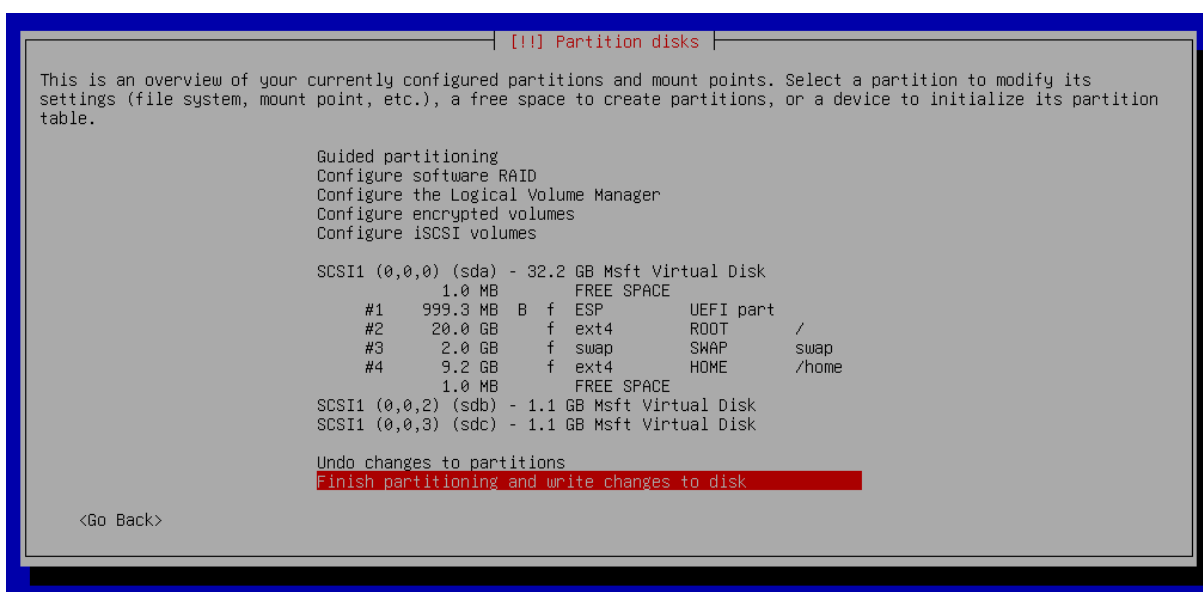 [!!] Partition disks
This is an overview of your currently configured partitions and mount points. Select a partition to modify its
settings (file system, mount point, etc.), a free space to create partitions, or a device to initialize its partition
table.
Guided partitioning
Configure software RAID
Configure the Logical Volume Manager
Configure encrypted volumes
Configure iSCSI volumes
SCSI1 (0,0,0) (sda) - 32.2 GB Msft Virtual Disk
1.0 MB FREE SPACE
#1 999.3 MB B f ESP UEFI part
#2 20.0 GB f ext4 ROOT /
#3 2.0 GB f swap SWAP swap
#4 9.2 GB f ext4 HOME /home
1.0 MB FREE SPACE
SCSI1 (0,0,2) (sdb) - 1.1 GB Msft Virtual Disk
SCSI1 (0,0,3) (sdc) - 1.1 GB Msft Virtual Disk
Undo changes to partitions
Finish partitioning and write changes to disk
<Go Back>